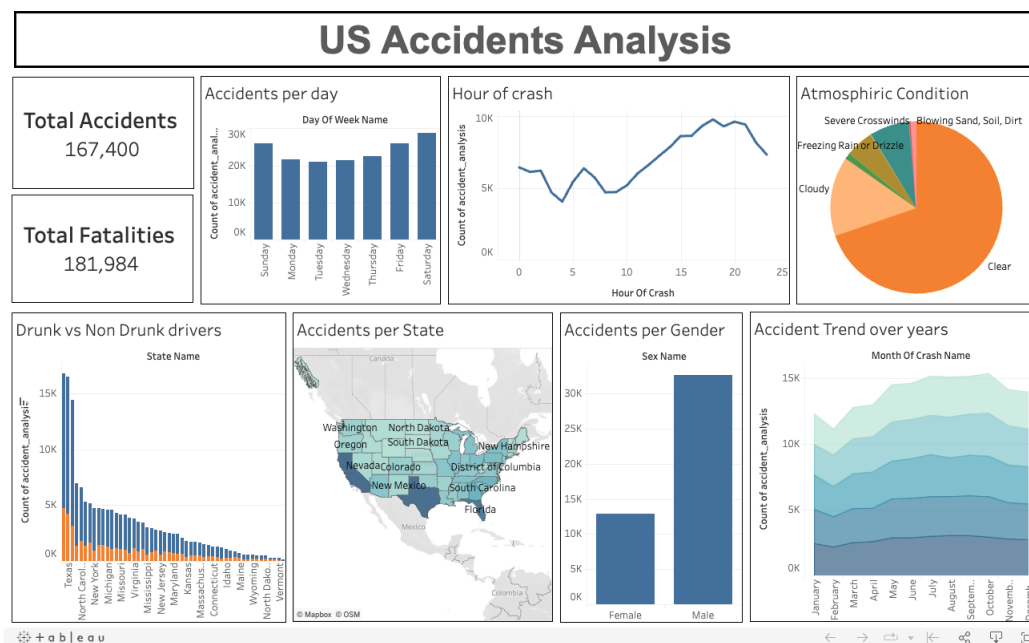 US Accidents Analysis
Total Accidents
167,400
Total Fatalities
181,984
Accidents per day
Day Of Week Name
Count of accident_anal...
30K
20K
10K
0K
Sunday
Monday
Tuesday
Wednesday
Thursday
Friday
Saturday
Hour of crash
Count of accident_analysis
10K
5K
0K
0
5
10
15
20
25
Hour Of Crash
Atmosphiric Condition
Severe Crosswinds
Blowing Sand, Soil, Dirt
Freezing Rain or Drizzle
Cloudy
Clear
Drunk vs Non Drunk drivers
State Name
Count of accident_analysis
15K
10K
5K
0K
Texas
North Carol..
New York
Michigan
Missouri
Virginia
Mississippi
New Jersey
Maryland
Kansas
Massachus..
Connecticut
Idaho
Maine
Wyoming
North Dako..
Vermont
Accidents per State
Canada
Washington
North Dakota
Oregon
South Dakota
New Hampshire
Nevada
Colorado
District of Columbia
New Mexico
South Carolina
Florida
Mexico
Colombia
© Mapbox © OSM
Accidents per Gender
Sex Name
Count of accident_analysis
30K
25K
20K
15K
10K
5K
0K
Female
Male
Accident Trend over years
Month Of Crash Name
Count of accident_analysis
15K
10K
5K
0K
January
February
March
April
May
June
July
August
Septem..
October
Novemb..
+ a b l e a u